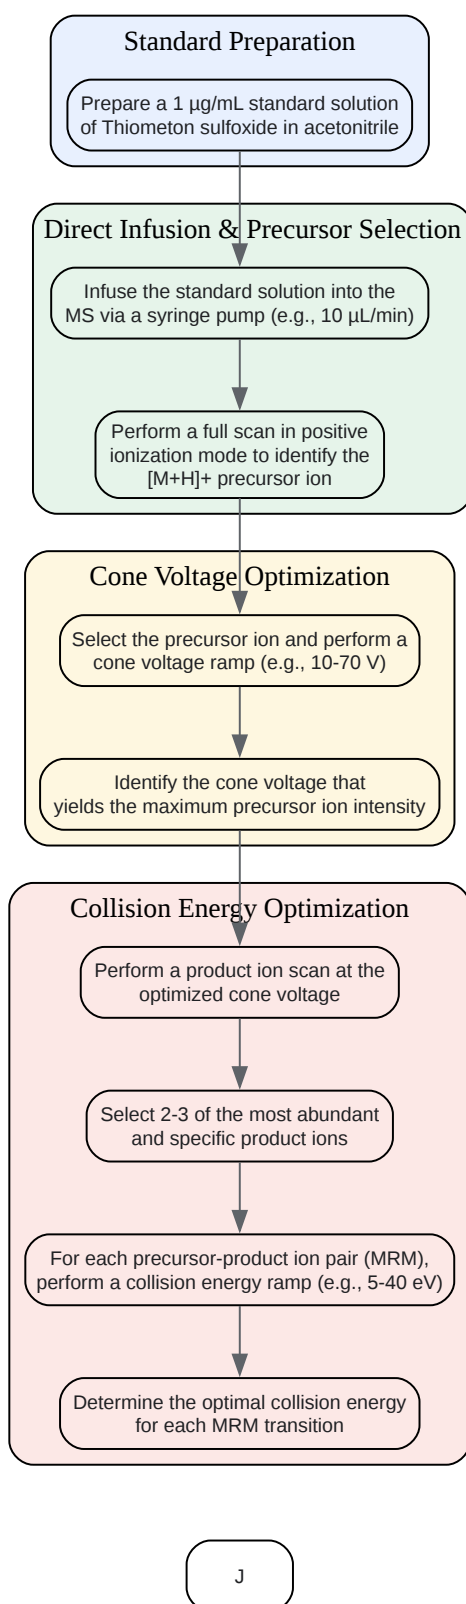 Standard Preparation
Prepare a 1 µg/mL standard solution
of Thiometon sulfoxide in acetonitrile
Direct Infusion & Precursor Selection
Infuse the standard solution into the
MS via a syringe pump (e.g., 10 µL/min)
Perform a full scan in positive
ionization mode to identify the
[M+H]+ precursor ion
Cone Voltage Optimization
Select the precursor ion and perform a
cone voltage ramp (e.g., 10-70 V)
Identify the cone voltage that
yields the maximum precursor ion intensity
Collision Energy Optimization
Perform a product ion scan at the
optimized cone voltage
Select 2-3 of the most abundant
and specific product ions
For each precursor-product ion pair (MRM),
perform a collision energy ramp (e.g., 5-40 eV)
Determine the optimal collision energy
for each MRM transition
J